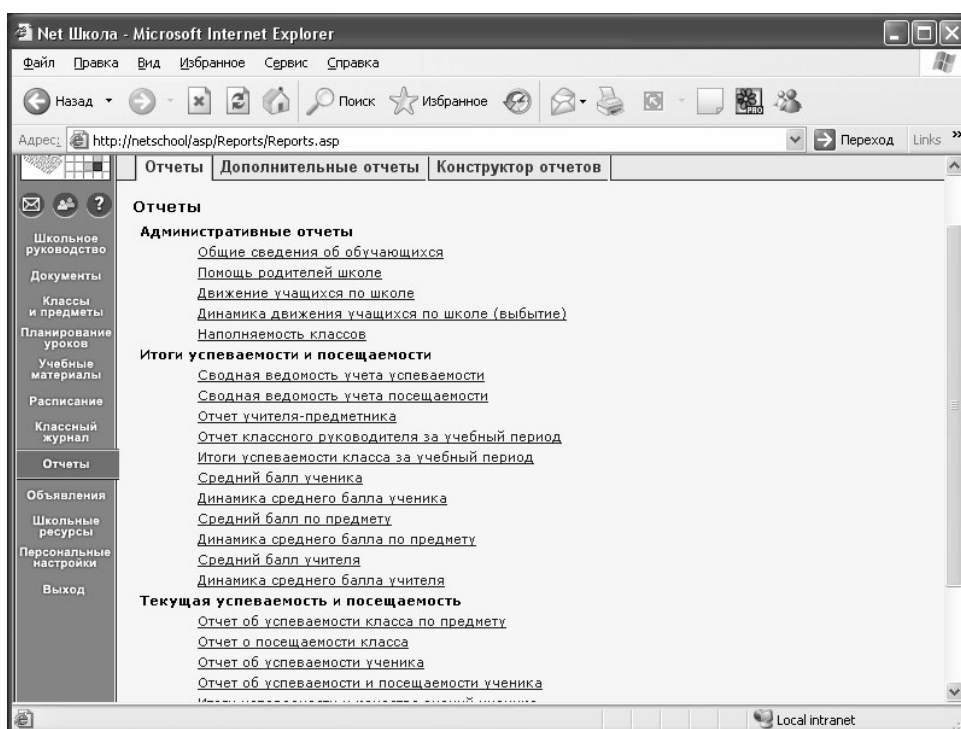 Net Школа - Microsoft Internet Explorer
Файл Правка Вид Избранное Сервис Справка
Назад Поиск Избранное PRO
Адрес: http://netschool/asp/Reports/Reports.asp Переход Links »
Отчеты Дополнительные отчеты Конструктор отчетов
?
Школьное
руководство
Документы
Классы
и предметы
Планирование
уроков
Учебные
материалы
Расписание
Классный
журнал
Отчеты
Объявления
Школьные
ресурсы
Персональные
настройки
Выход
Отчеты
Административные отчеты
Общие сведения об обучающихся
Помощь родителей школе
Движение учащихся по школе
Динамика движения учащихся по школе (выбытие)
Наполняемость классов
Итоги успеваемости и посещаемости
Сводная ведомость учета успеваемости
Сводная ведомость учета посещаемости
Отчет учителя-предметника
Отчет классного руководителя за учебный период
Итоги успеваемости класса за учебный период
Средний балл ученика
Динамика среднего балла ученика
Средний балл по предмету
Динамика среднего балла по предмету
Средний балл учителя
Динамика среднего балла учителя
Текущая успеваемость и посещаемость
Отчет об успеваемости класса по предмету
Отчет о посещаемости класса
Отчет об успеваемости ученика
Отчет об успеваемости и посещаемости ученика
Local intranet